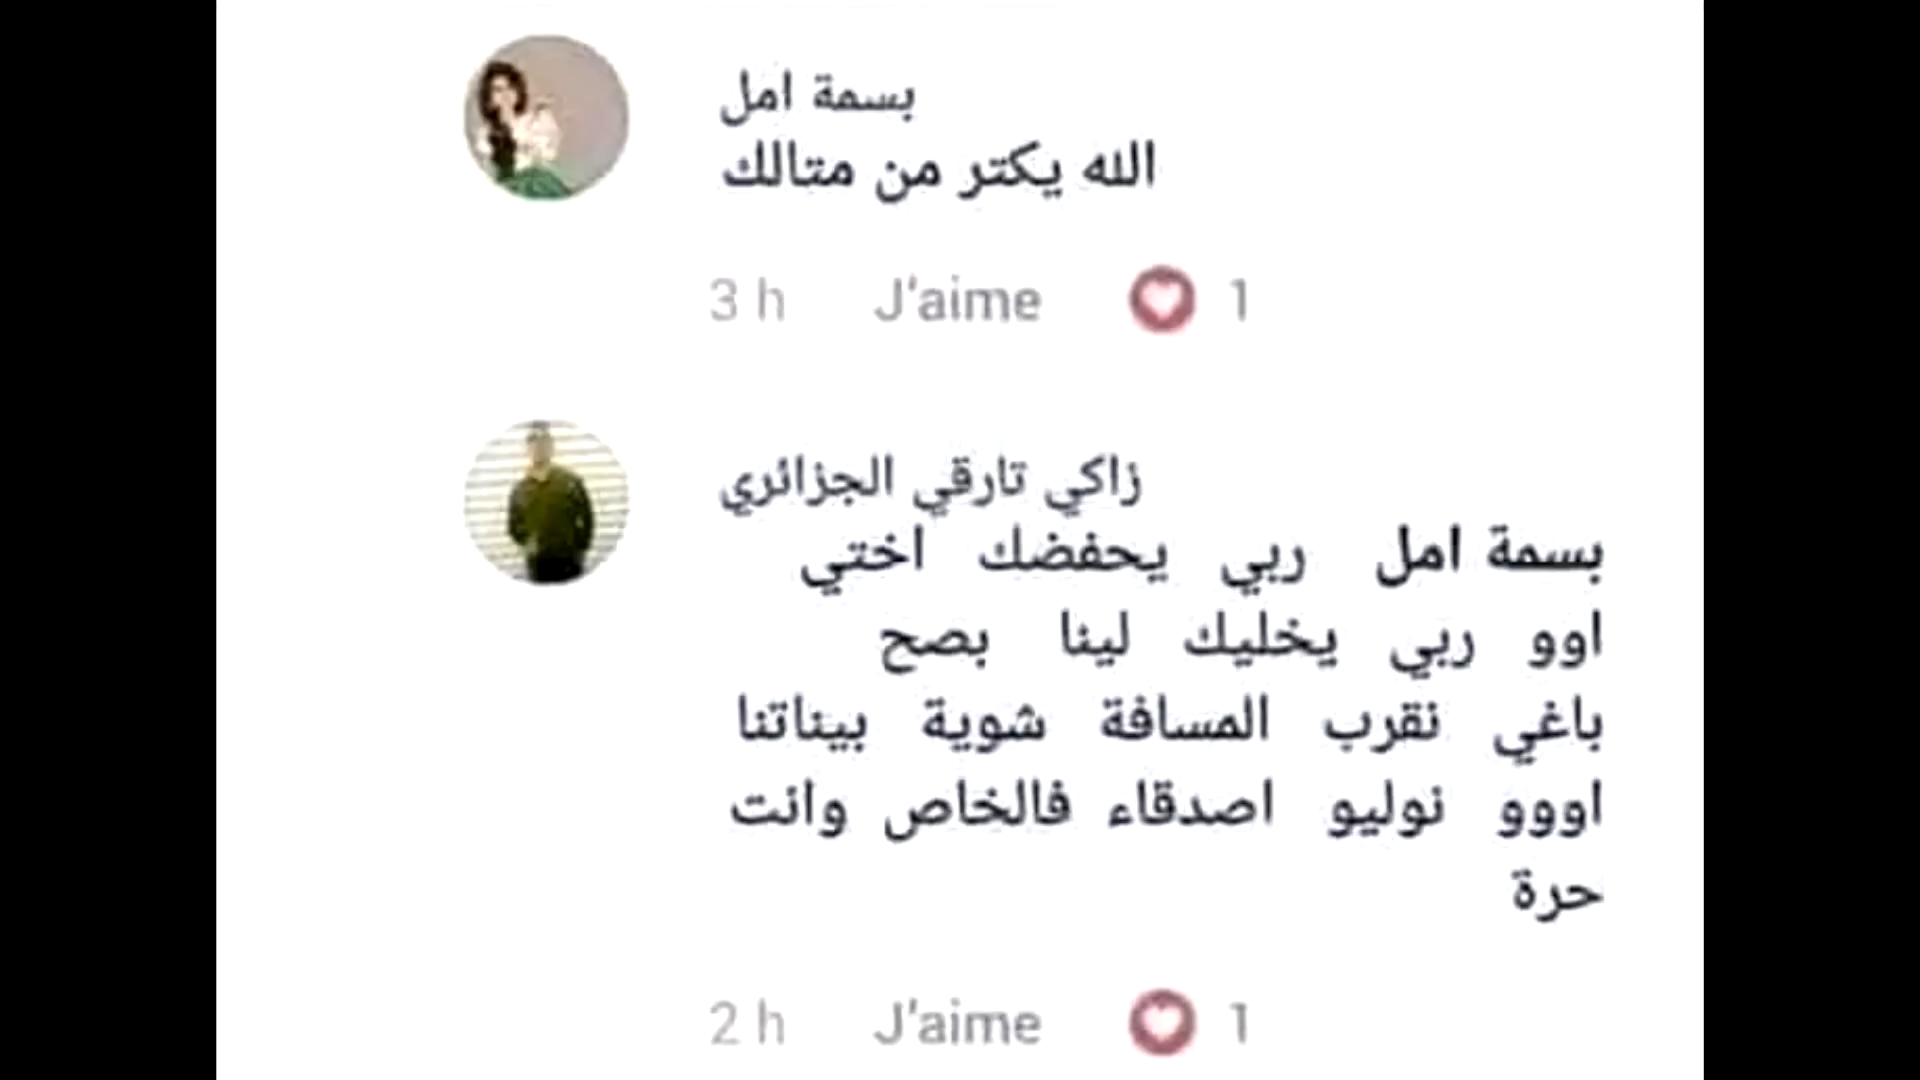 بسمة امل
الله يكتر من متالك
3 h J'aime 1
زاكي تارقي الجزائري
بسمة امل ربي يحفضك اختي
اوو ربي يخليك لينا بصح
باغي نقرب المسافة شوية بيناتنا
اووو نوليو اصدقاء فالخاص وانت
حرة
2 h J'aime 1